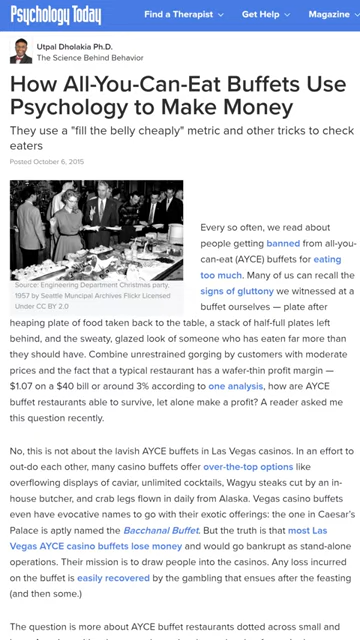 Psychology Today
Find a Therapist
Get Help
Magazine
Utpal Dholakia Ph.D.
The Science Behind Behavior
How All-You-Can-Eat Buffets Use
Psychology to Make Money
They use a "fill the belly cheaply" metric and other tricks to check
eaters
Posted October 6, 2015
Source: Engineering Department Christmas party,
1957 by Seattle Muncipal Archives Flickr Licensed
Under CC BY 2.0
Every so often, we read about
people getting banned from all-you-
can-eat (AYCE) buffets for eating
too much. Many of us can recall the
signs of gluttony we witnessed at a
buffet ourselves — plate after
heaping plate of food taken back to the table, a stack of half-full plates left
behind, and the sweaty, glazed look of someone who has eaten far more than
they should have. Combine unrestrained gorging by customers with moderate
prices and the fact that a typical restaurant has a wafer-thin profit margin —
$1.07 on a $40 bill or around 3% according to one analysis, how are AYCE
buffet restaurants able to survive, let alone make a profit? A reader asked me
this question recently.
No, this is not about the lavish AYCE buffets in Las Vegas casinos. In an effort to
out-do each other, many casino buffets offer over-the-top options like
overflowing displays of caviar, unlimited cocktails, Wagyu steaks cut by an in-
house butcher, and crab legs flown in daily from Alaska. Vegas casino buffets
even have evocative names to go with their exotic offerings: the one in Caesar's
Palace is aptly named the Bacchanal Buffet. But the truth is that most Las
Vegas AYCE casino buffets lose money and would go bankrupt as stand-alone
operations. Their mission is to draw people into the casinos. Any loss incurred
on the buffet is easily recovered by the gambling that ensues after the feasting
(and then some.)
The question is more about AYCE buffet restaurants dotted across small and